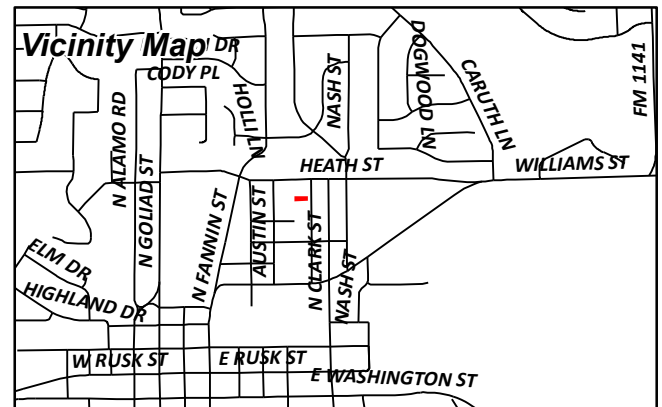 Vicinity Map
DR
CODY PL
NASH ST
DOGWOOD LN
CARUTH LN
FM 1141
HOLLI LN
N ALAMO RD
HEATH ST
WILLIAMS ST
N GOLIAD ST
N FANNIN ST
AUSTIN ST
N CLARK ST
NASH ST
ELM DR
HIGHLAND DR
W RUSK ST
E RUSK ST
E WASHINGTON ST